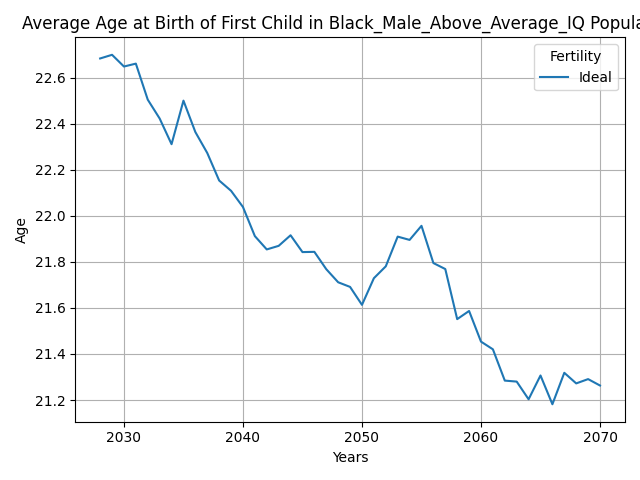 Average Age at Birth of First Child in Black_Male_Above_Average_IQ Popula
Fertility
Ideal
22.6
22.4
22.2
22.0
21.8
21.6
21.4
21.2
Age
2030 2040 2050 2060 2070
Years